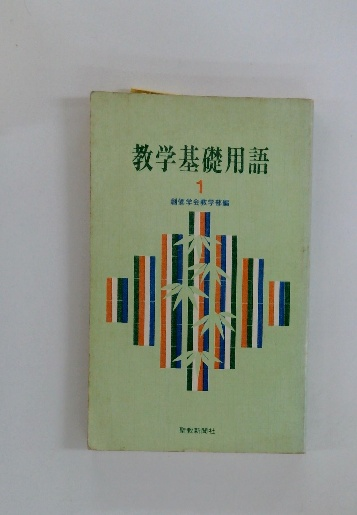 教学基礎用語
1
創価学会教学部編
聖教新聞社